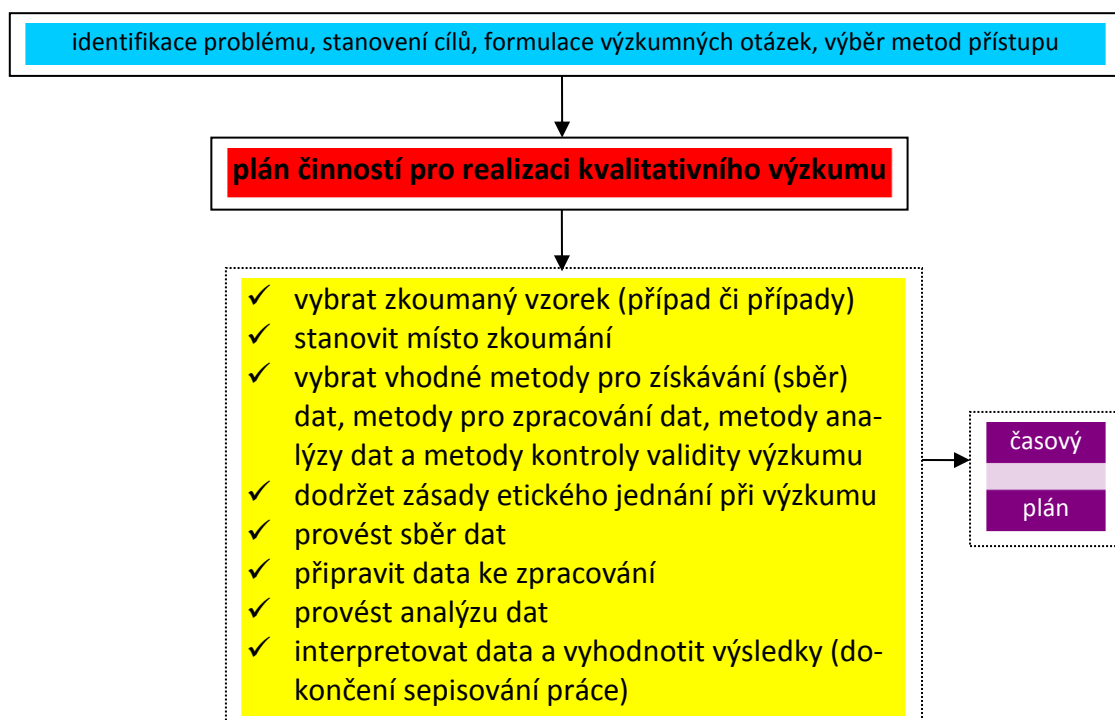 identifikace problému, stanovení cílů, formulace výzkumných otázek, výběr metod přístupu
plán činností pro realizaci kvalitativního výzkumu
✓ vybrat zkoumaný vzorek (případ či případy)
✓ stanovit místo zkoumání
✓ vybrat vhodné metody pro získávání (sběr)
dat, metody pro zpracování dat, metody ana-
lýzy dat a metody kontroly validity výzkumu
✓ dodržet zásady etického jednání při výzkumu
✓ provést sběr dat
✓ připravit data ke zpracování
✓ provést analýzu dat
✓ interpretovat data a vyhodnotit výsledky (do-
končení sepisování práce)
časový
plán